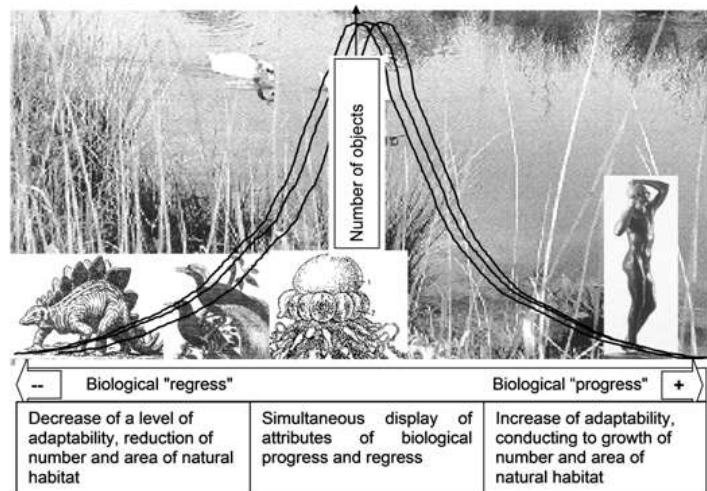 Number of objects
1
2
-- Biological "regress" Biological "progress" +
Decrease of a level of
adaptability, reduction of
number and area of natural
habitat
Simultaneous display of
attributes of biological
progress and regress
Increase of adaptability,
conducting to growth of
number and area of
natural habitat